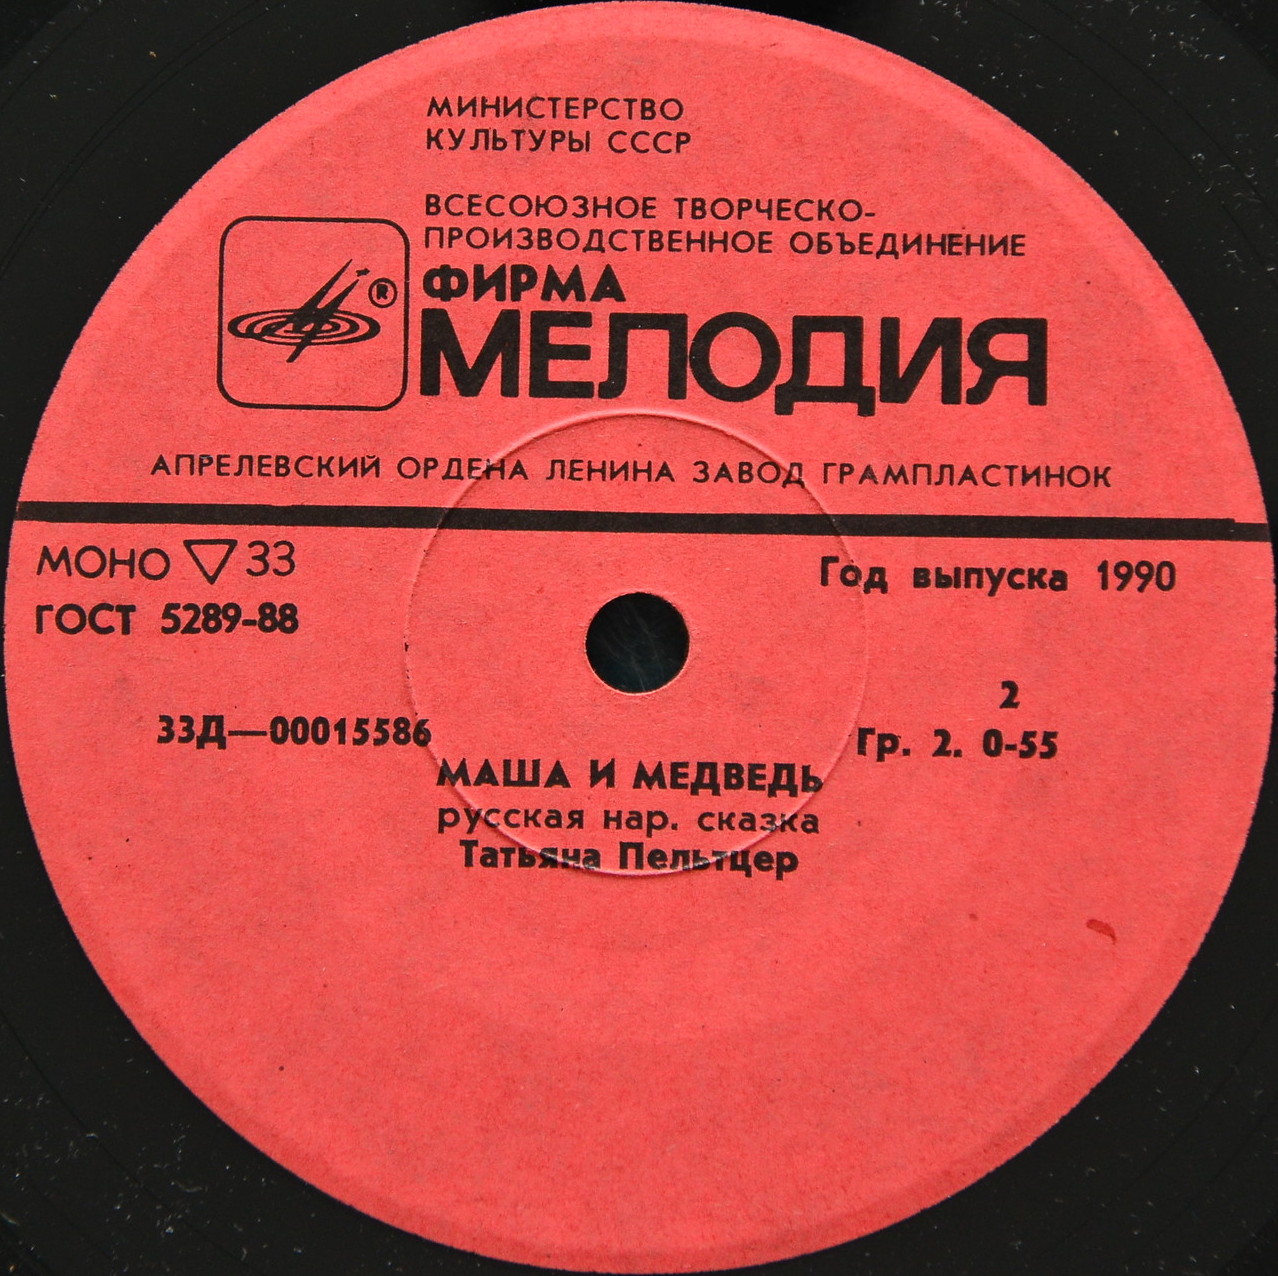 МИНИСТЕРСТВО
КУЛЬТУРЫ СССР
ВСЕСОЮЗНОЕ ТВОРЧЕСКО-
ПРОИЗВОДСТВЕННОЕ ОБЪЕДИНЕНИЕ
ФИРМА
®
МЕЛОДИЯ
АПРЕЛЕВСКИЙ ОРДЕНА ЛЕНИНА ЗАВОД ГРАМПЛАСТИНОК
МОНО ▽ 33
Год выпуска 1990
ГОСТ 5289-88
2
33Д—00015586
Гр. 2. 0-55
МАША И МЕДВЕДЬ
русская нар. сказка
Татьяна Пельтцер